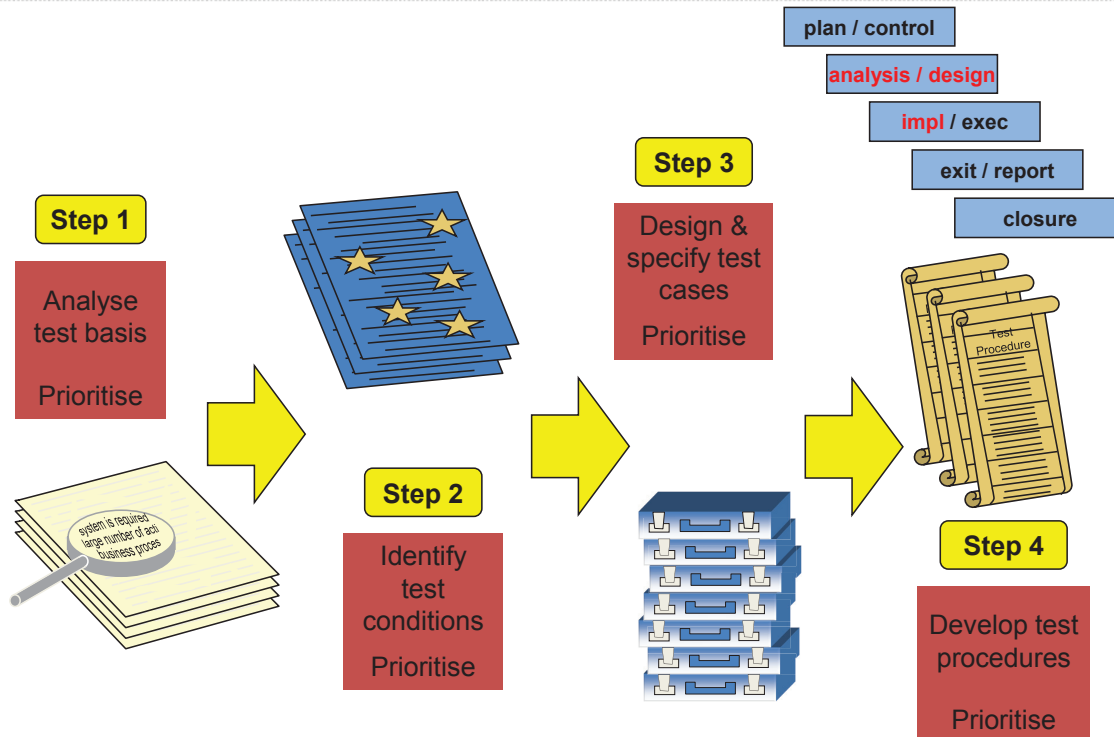 plan / control
analysis / design
impl / exec
exit / report
closure
Step 1
Analyse
test basis
Prioritise
system is required
large number of acti
business proces
Step 2
Identify
test
conditions
Prioritise
Step 3
Design &
specify test
cases
Prioritise
Test
Procedure
Step 4
Develop test
procedures
Prioritise